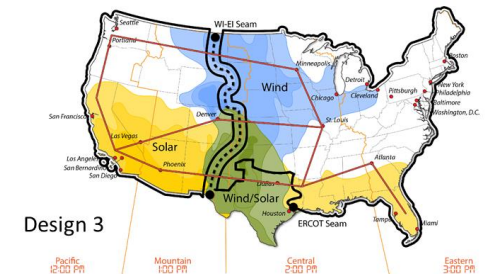 WI-EI Seam
Seattle
Portland
Minneapolis
Boston
Detroit
New York
Chicago
Cleveland
Pittsburgh
Philadelphia
Baltimore
Washington, D.C.
Wind
San Francisco
Denver
St. Louis
Las Vegas
Solar
Los Angeles
San Bernardino
San Diego
Phoenix
Atlanta
Dallas
Wind/Solar
Houston
ERCOT Seam
Tampa
Miami
Design 3
Pacific
Mountain
Central
Eastern
12:00 PM
1:00 PM
2:00 PM
3:00 PM